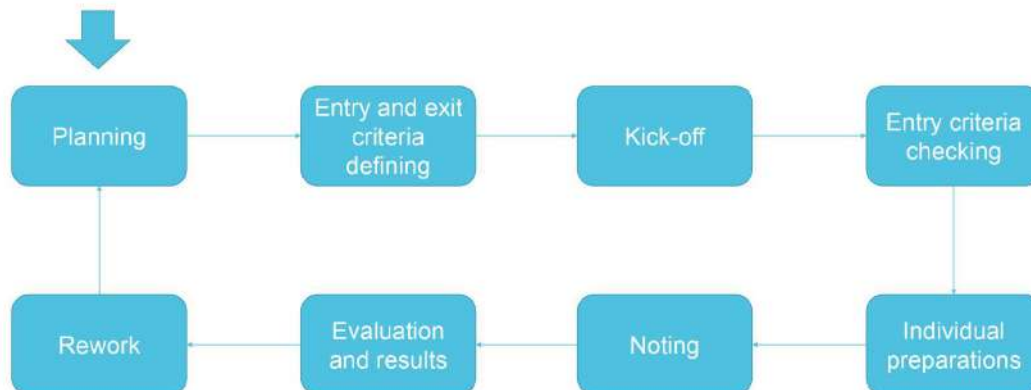 Planning
Entry and exit
criteria
defining
Kick-off
Entry criteria
checking
Individual
preparations
Noting
Evaluation
and results
Rework